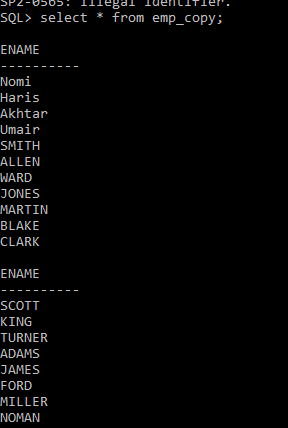 SP2-0565: Illegal identifier.
SQL> select * from emp_copy;
ENAME
----------
Nomi
Haris
Akhtar
Umair
SMITH
ALLEN
WARD
JONES
MARTIN
BLAKE
CLARK
ENAME
----------
SCOTT
KING
TURNER
ADAMS
JAMES
FORD
MILLER
NOMAN